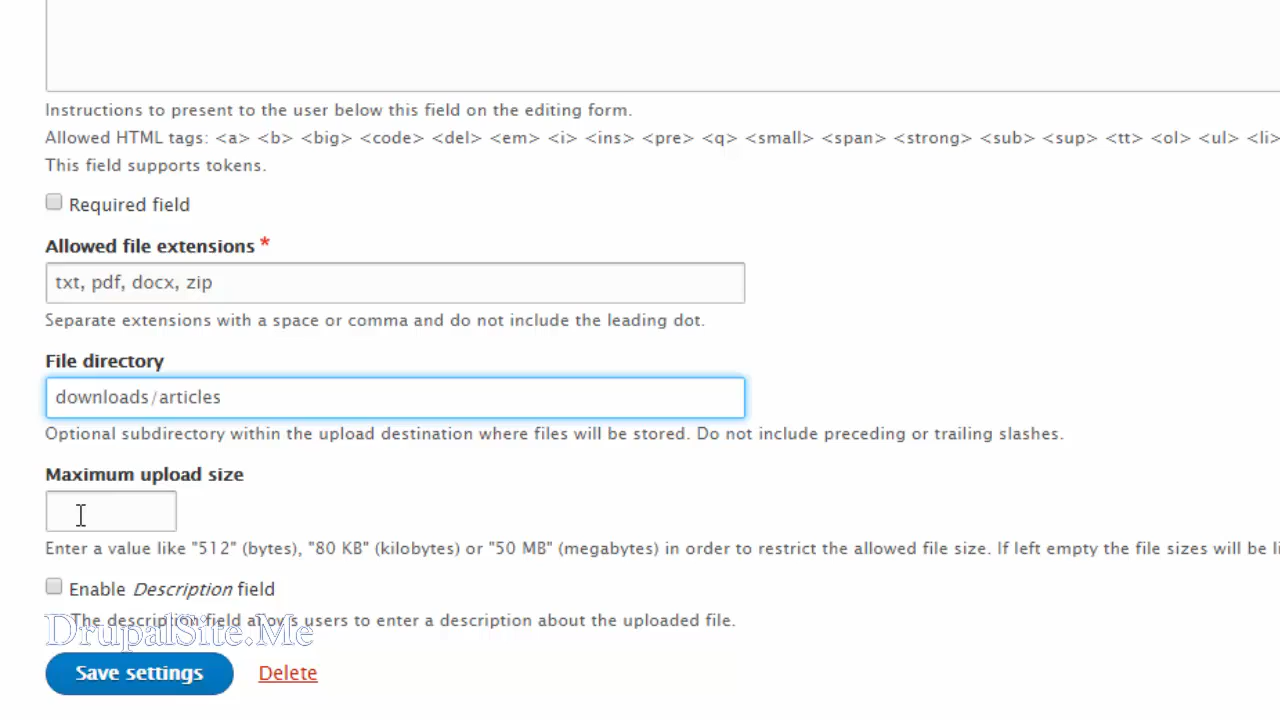 Instructions to present to the user below this field on the editing form.
Allowed HTML tags: <a> <b> <big> <code> <del> <em> <i> <ins> <pre> <q> <small> <span> <strong> <sub> <sup> <tt> <ol> <ul> <li>
This field supports tokens.
Required field
Allowed file extensions *
txt, pdf, docx, zip
Separate extensions with a space or comma and do not include the leading dot.
File directory
downloads/articles
Optional subdirectory within the upload destination where files will be stored. Do not include preceding or trailing slashes.
Maximum upload size
Enter a value like "512" (bytes), "80 KB" (kilobytes) or "50 MB" (megabytes) in order to restrict the allowed file size. If left empty the file sizes will be li
Enable Description field
The description field allows users to enter a description about the uploaded file.
DrupalSite.Me
Save settings Delete